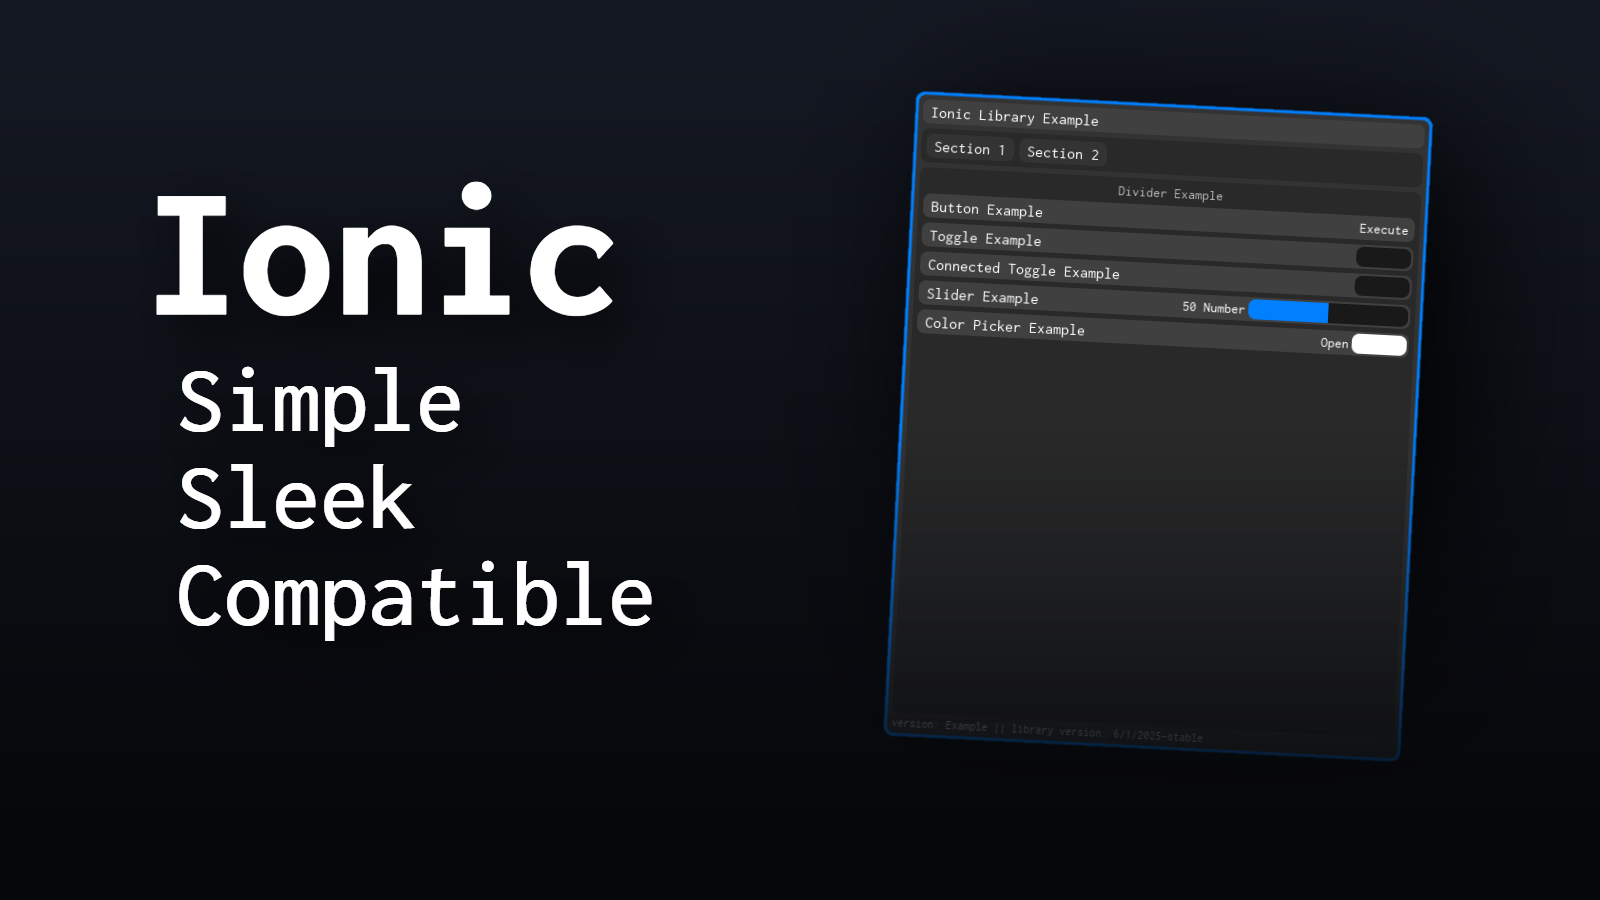 Ionic
Simple
Sleek
Compatible
Ionic Library Example
Section 1 Section 2
Divider Example
Button Example Execute
Toggle Example
Connected Toggle Example
Slider Example 50 Number
Color Picker Example Open
version: Example || library version: 6/1/2025-stable